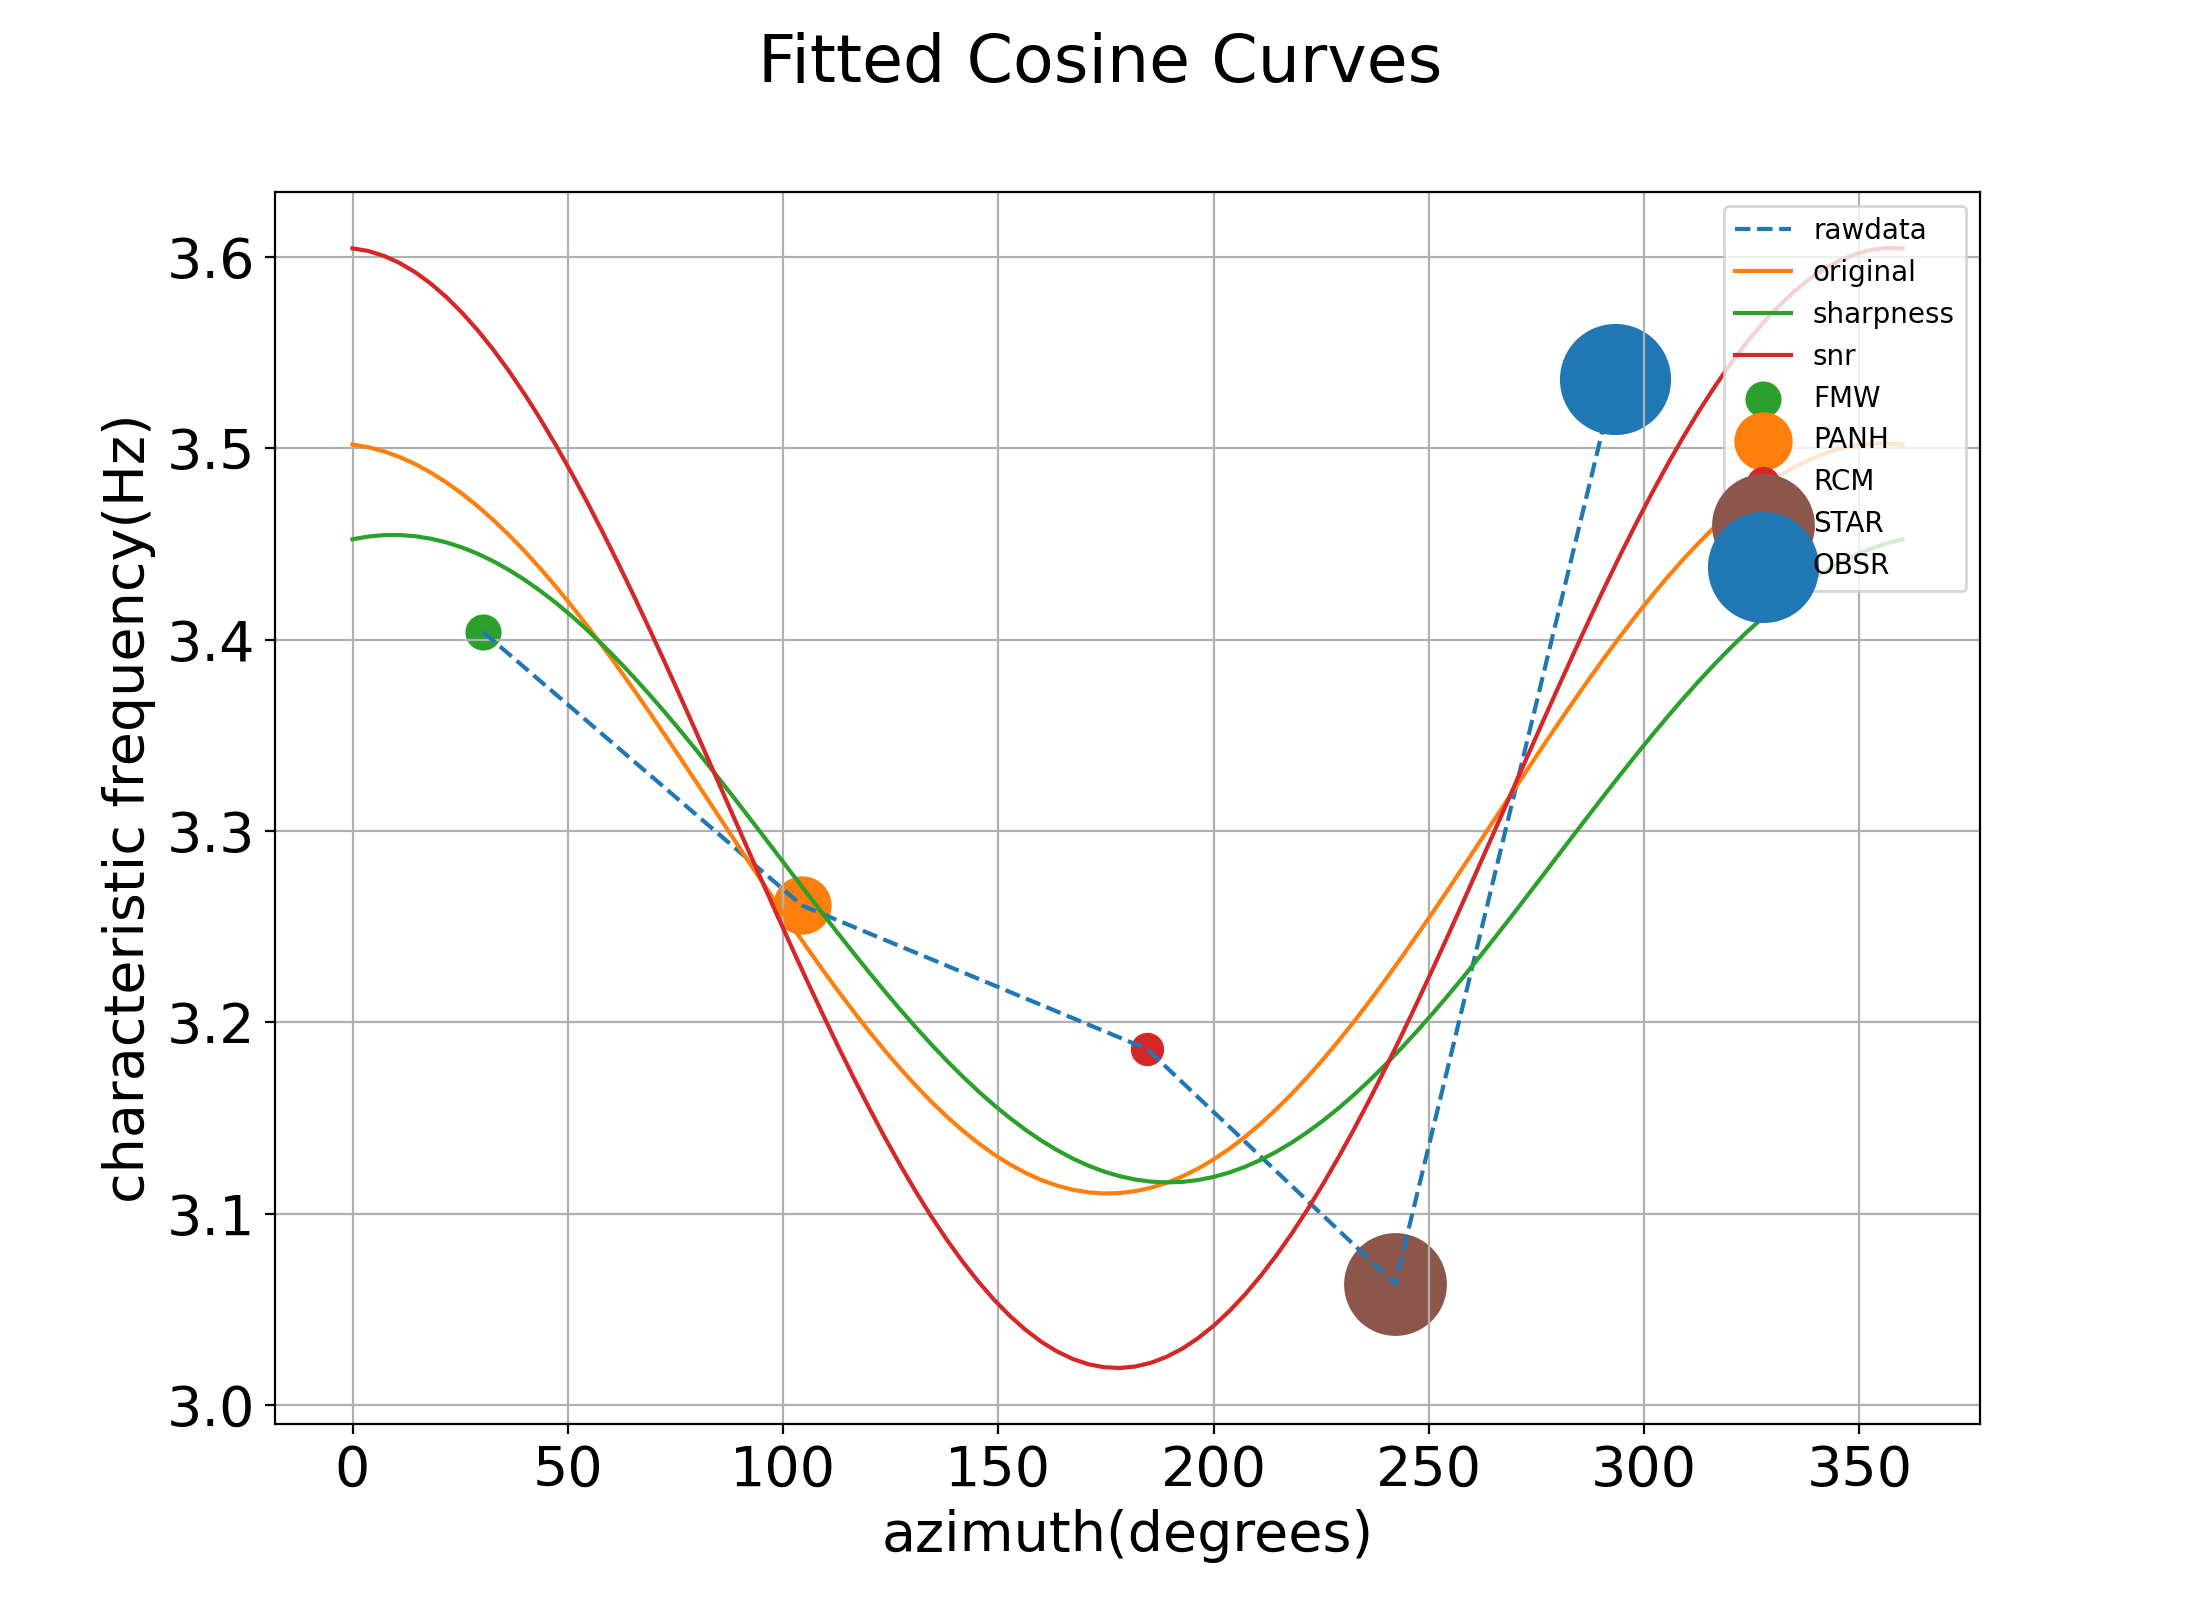 Fitted Cosine Curves
characteristic frequency(Hz)
3.6
3.5
3.4
3.3
3.2
3.1
3.0
rawdata
original
sharpness
snr
FMW
PANH
RCM
STAR
OBSR
0 50 100 150 200 250 300 350
azimuth(degrees)